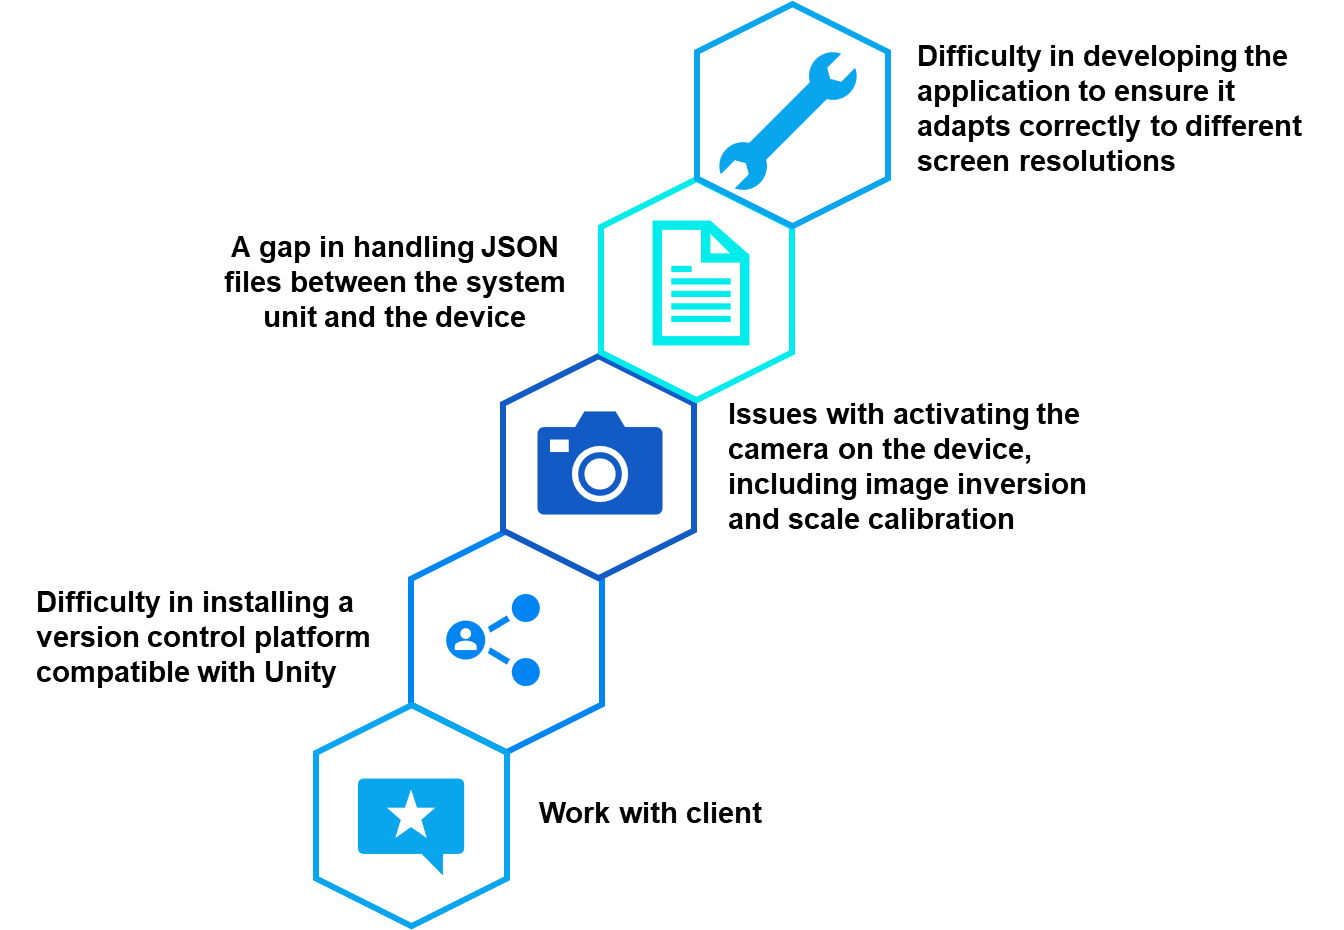 Difficulty in developing the
application to ensure it
adapts correctly to different
screen resolutions
A gap in handling JSON
files between the system
unit and the device
Issues with activating the
camera on the device,
including image inversion
and scale calibration
Difficulty in installing a
version control platform
compatible with Unity
Work with client